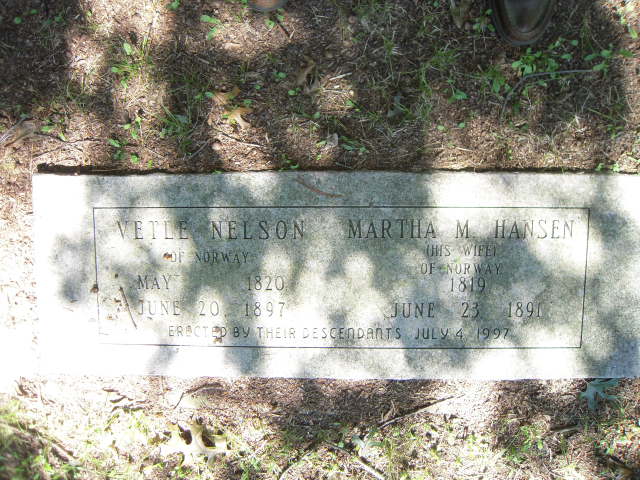 VETLE NELSON
OF NORWAY
MAY 1820
JUNE 20, 1897
MARTHA M. HANSEN
(HIS WIFE)
OF NORWAY
1819
JUNE 23, 1891
ERECTED BY THEIR DESCENDANTS JULY 4, 1997